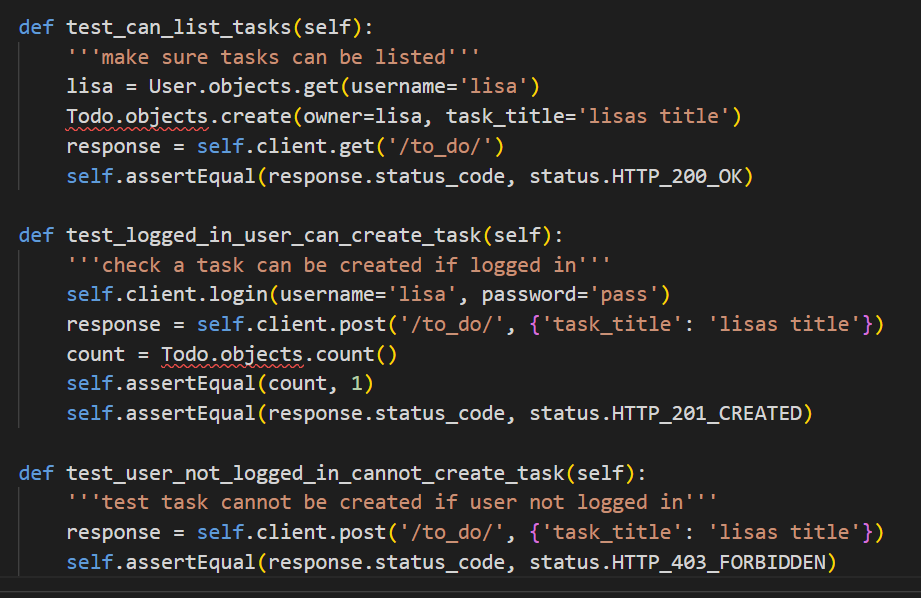 def test_can_list_tasks(self):
    '''make sure tasks can be listed'''
    lisa = User.objects.get(username='lisa')
    Todo.objects.create(owner=lisa, task_title='lisas title')
    response = self.client.get('/to_do/')
    self.assertEqual(response.status_code, status.HTTP_200_OK)

def test_logged_in_user_can_create_task(self):
    '''check a task can be created if logged in'''
    self.client.login(username='lisa', password='pass')
    response = self.client.post('/to_do/', {'task_title': 'lisas title'})
    count = Todo.objects.count()
    self.assertEqual(count, 1)
    self.assertEqual(response.status_code, status.HTTP_201_CREATED)

def test_user_not_logged_in_cannot_create_task(self):
    '''test task cannot be created if user not logged in'''
    response = self.client.post('/to_do/', {'task_title': 'lisas title'})
    self.assertEqual(response.status_code, status.HTTP_403_FORBIDDEN)